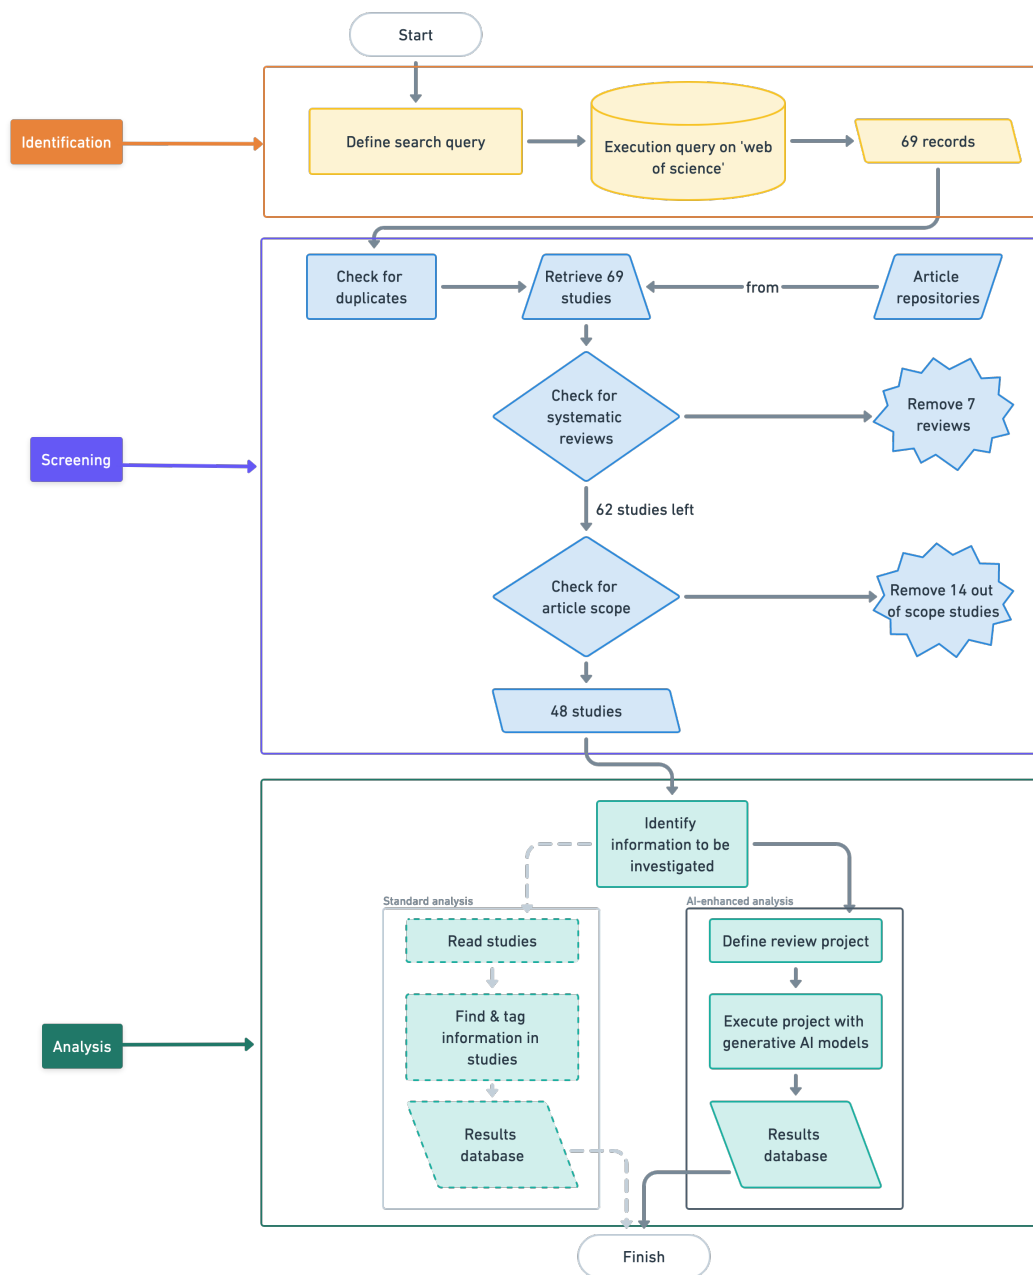 Start
Identification
Define search query
Execution query on 'web
of science'
69 records
Check for
duplicates
Retrieve 69
studies
from
Article
repositories
Check for
systematic
reviews
Remove 7
reviews
Screening
62 studies left
Check for
article scope
Remove 14 out
of scope studies
48 studies
Identify
information to be
investigated
Standard analysis
Read studies
Find & tag
information in
studies
Results
database
AI-enhanced analysis
Define review project
Execute project with
generative AI models
Results
database
Analysis
Finish